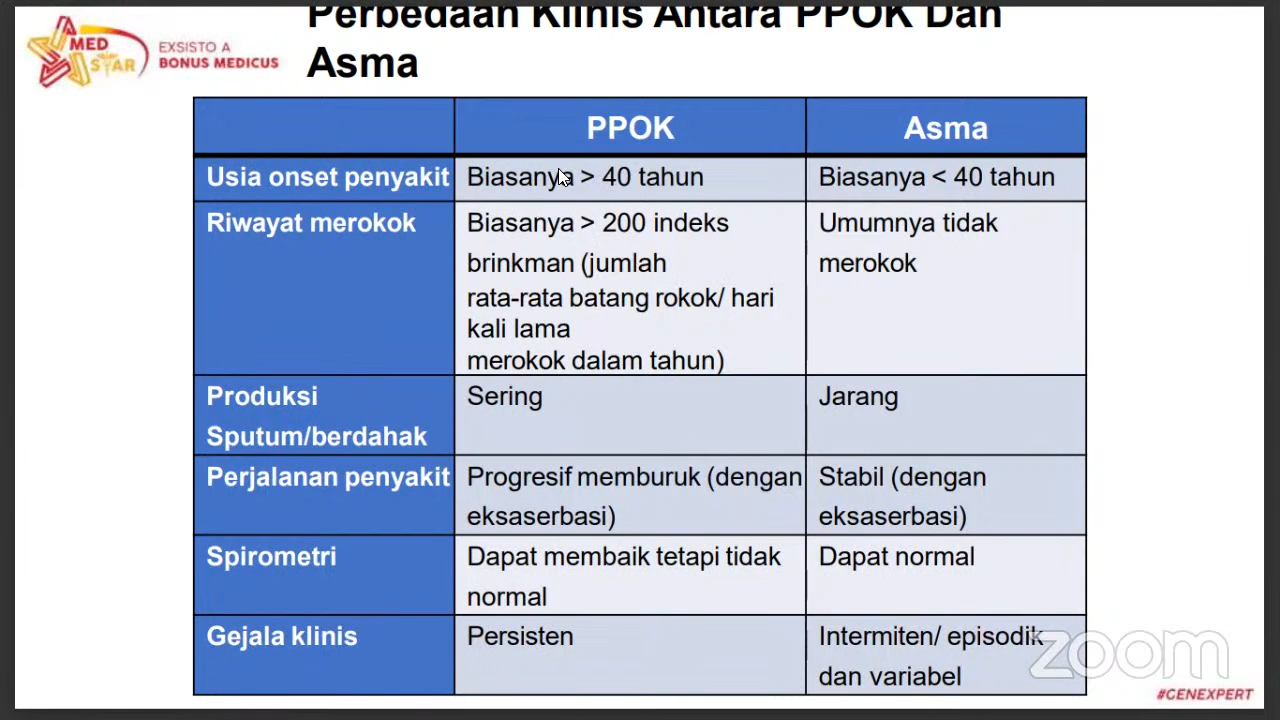 Perbedaan Klinis Antara PPOK Dan
Asma
MED
STAR
EXSISTO A
BONUS MEDICUS
PPOK
Asma
Usia onset penyakit
Biasanya > 40 tahun
Biasanya < 40 tahun
Riwayat merokok
Biasanya > 200 indeks
brinkman (jumlah
rata-rata batang rokok/ hari
kali lama
merokok dalam tahun)
Umumnya tidak
merokok
Produksi
Sputum/berdahak
Sering
Jarang
Perjalanan penyakit
Progresif memburuk (dengan
eksaserbasi)
Stabil (dengan
eksaserbasi)
Spirometri
Dapat membaik tetapi tidak
normal
Dapat normal
Gejala klinis
Persisten
Intermiten/ episodik
dan variabel
zoom
#GENEXPERT